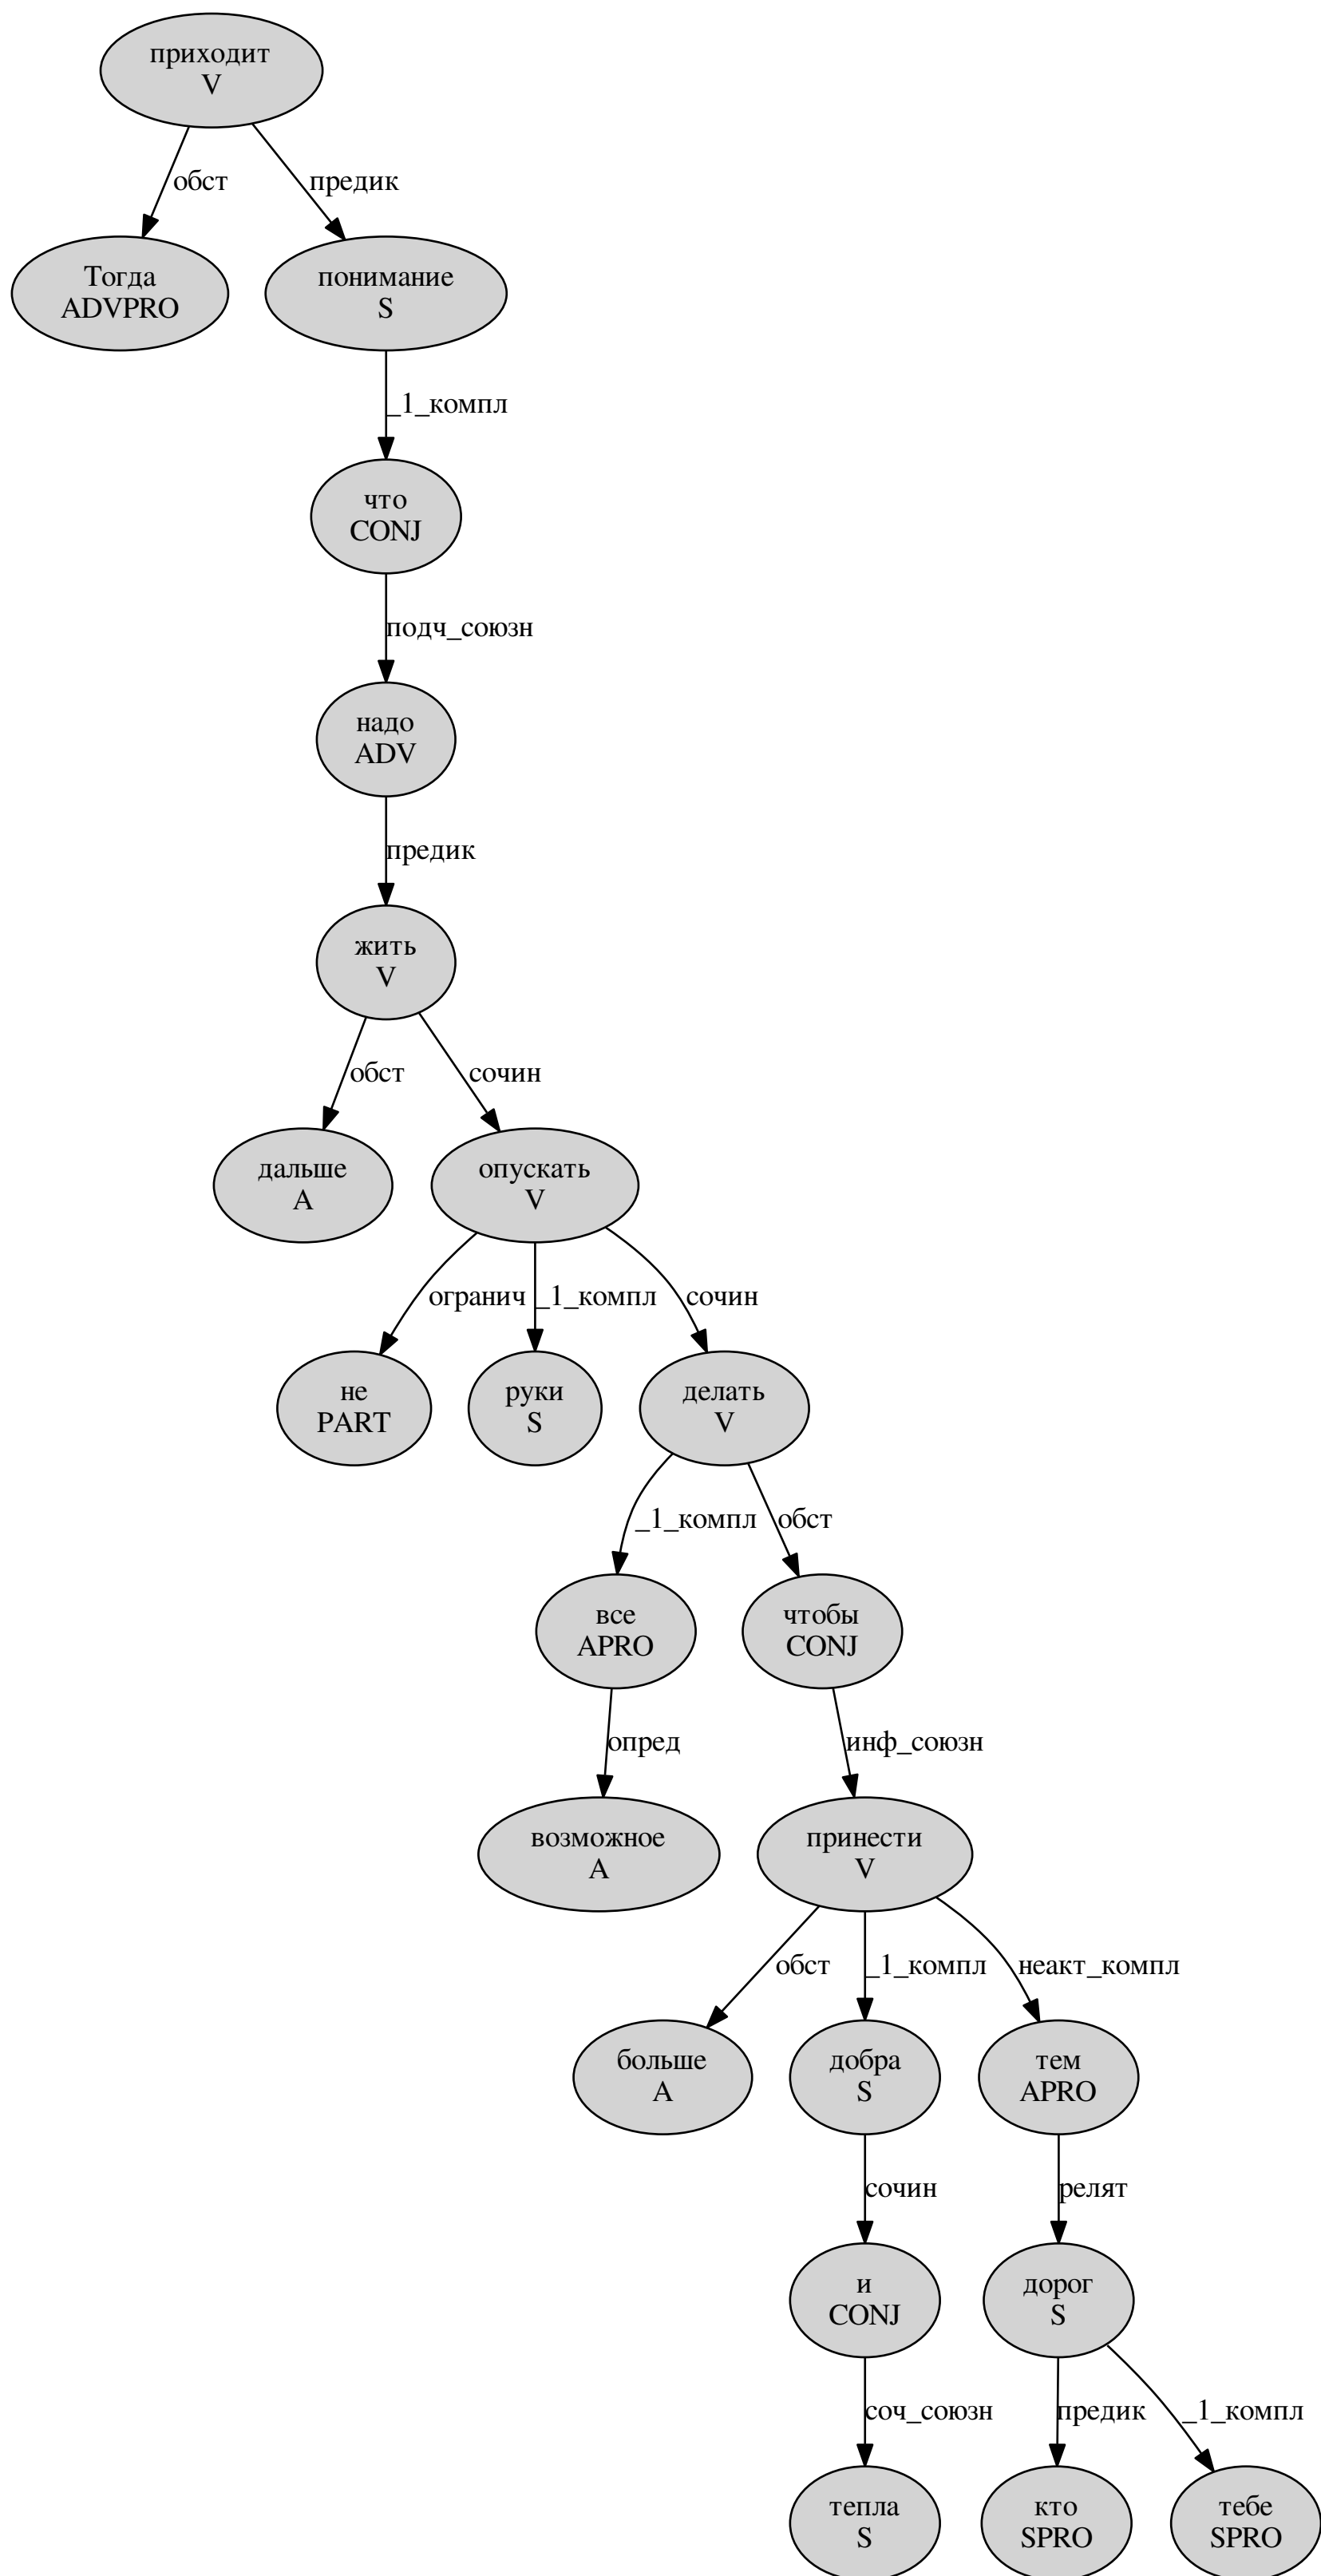 приходит
V
обст
предик
Тогда
ADVPRO
понимание
S
_1_компл
что
CONJ
подч_союзн
надо
ADV
предик
жить
V
обст
сочин
дальше
A
опускать
V
огранич
_1_компл
сочин
не
PART
руки
S
делать
V
_1_компл
обст
все
APRO
чтобы
CONJ
опред
инф_союзн
возможное
A
принести
V
обст
_1_компл
неакт_компл
больше
A
добра
S
тем
APRO
сочин
релят
и
CONJ
дорог
S
соч_союзн
предик
_1_компл
тепла
S
кто
SPRO
тебе
SPRO